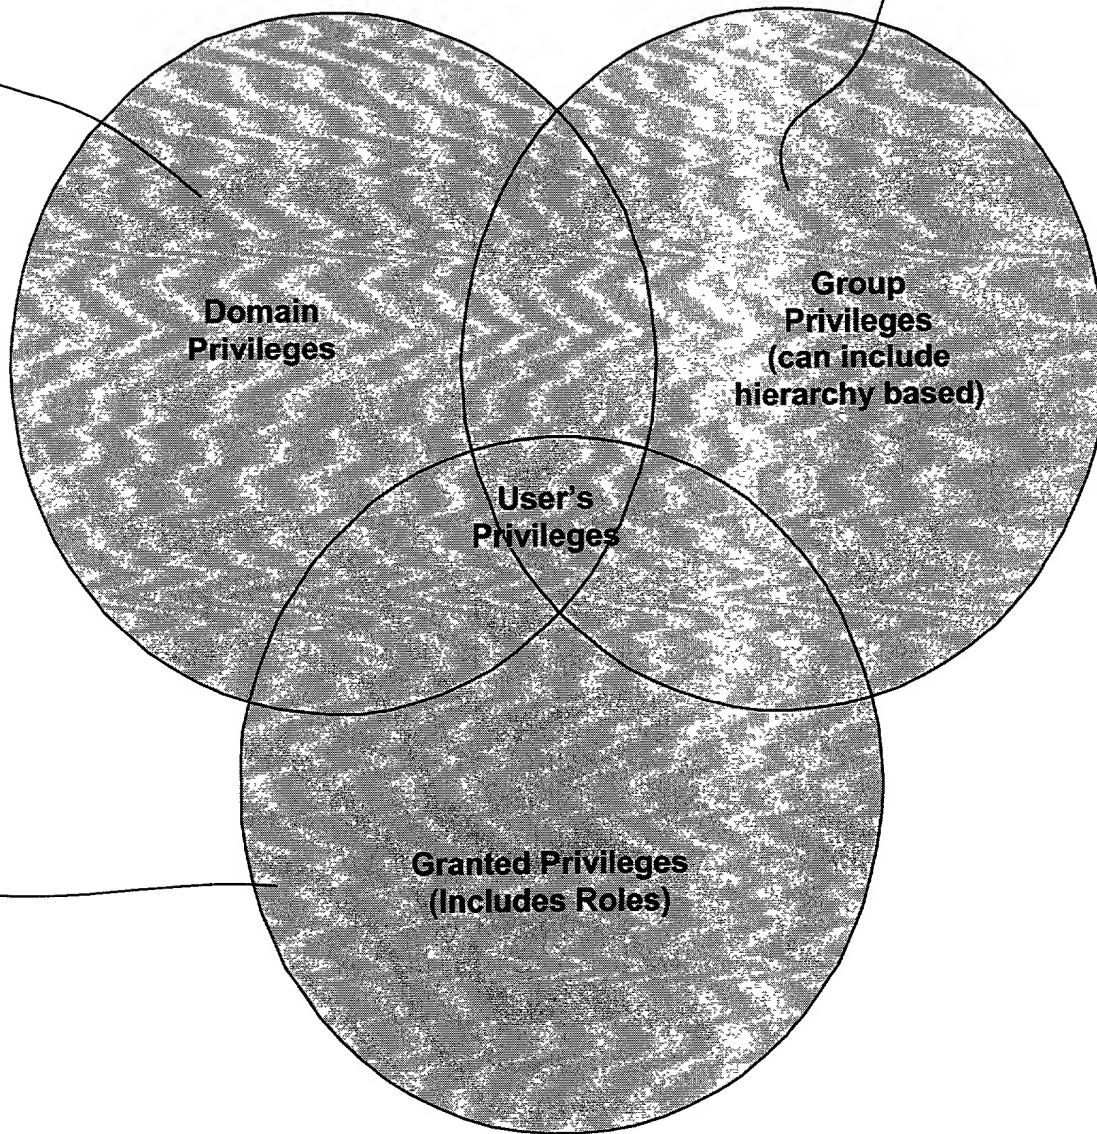 Domain
Privileges
Group
Privileges
(can include
hierarchy based)
User's
Privileges
Granted Privileges
(Includes Roles)